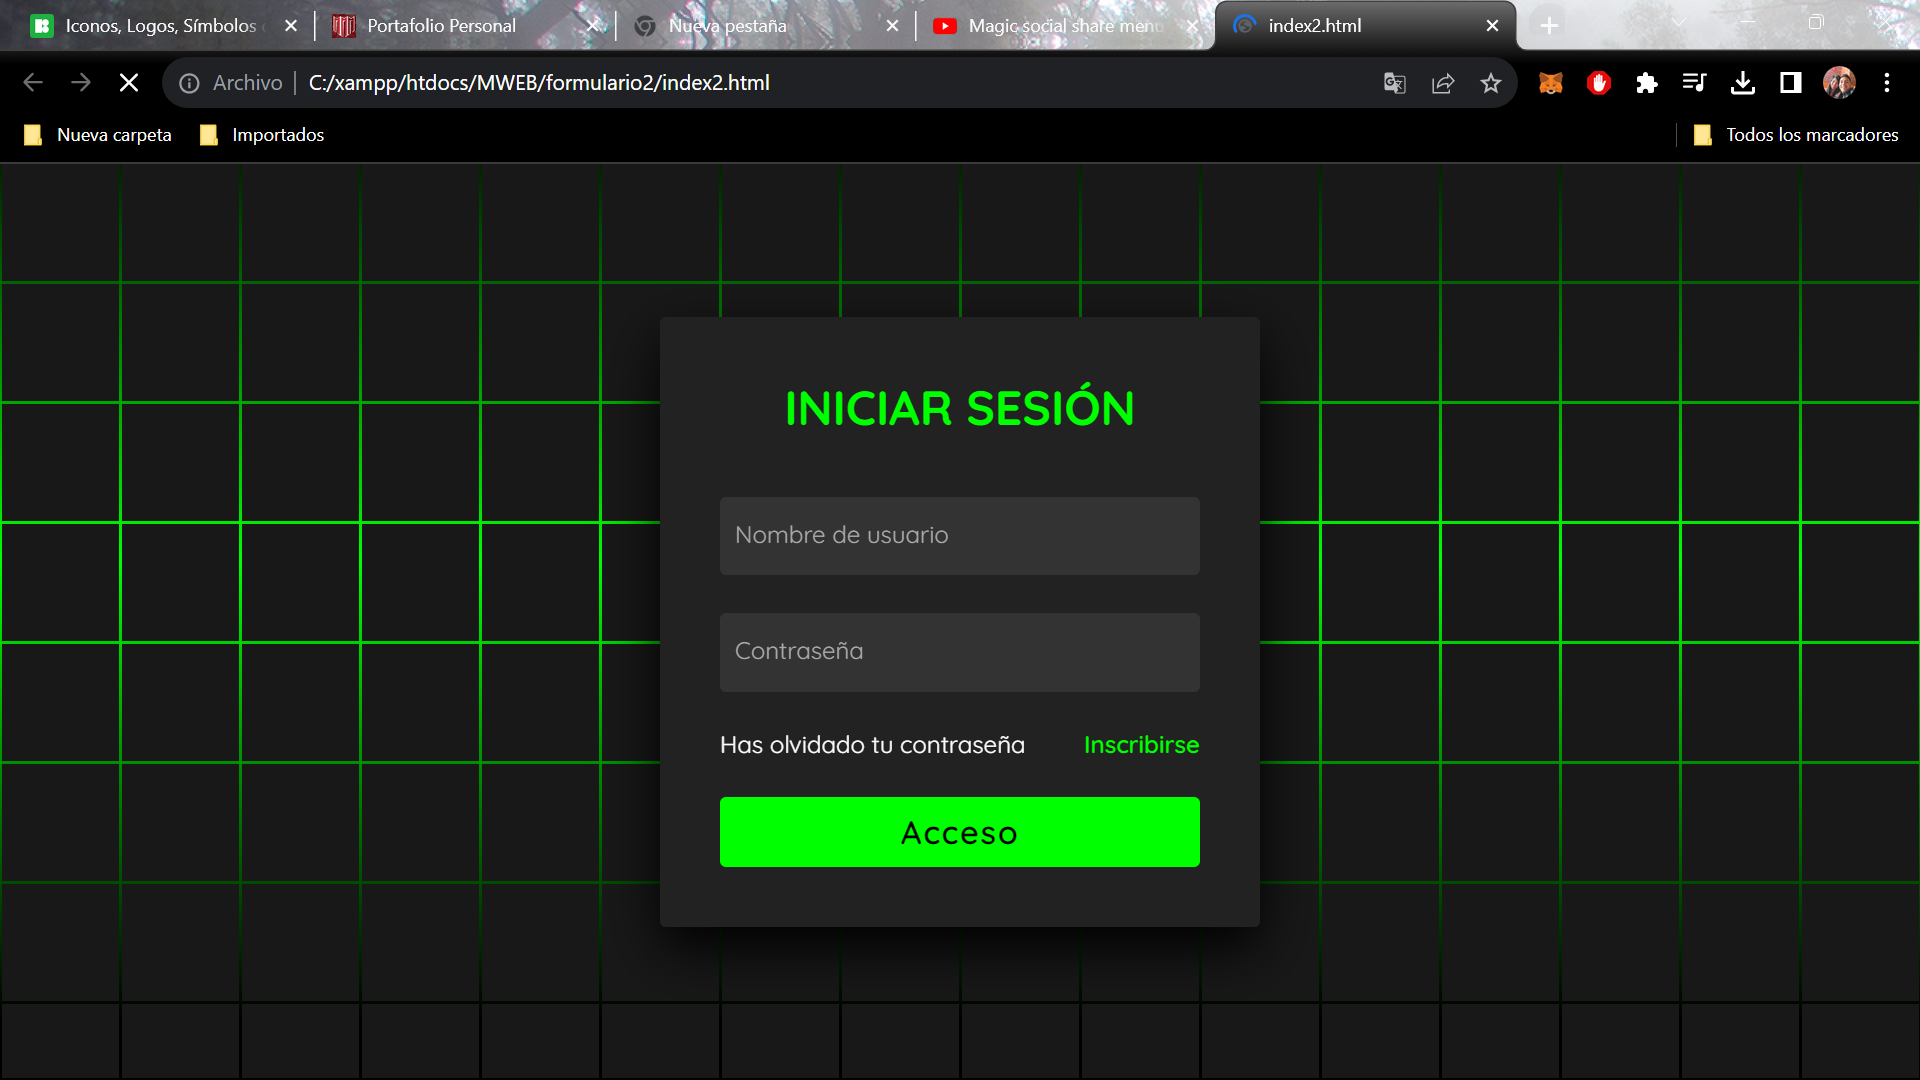 Iconos, Logos, Símbolos
Portafolio Personal
Nueva pestaña
Magic social share menu
index2.html
Archivo
C:/xampp/htdocs/MWEB/formulario2/index2.html
Nueva carpeta
Importados
Todos los marcadores
INICIAR SESIÓN
Nombre de usuario
Contraseña
Has olvidado tu contraseña
Inscribirse
Acceso